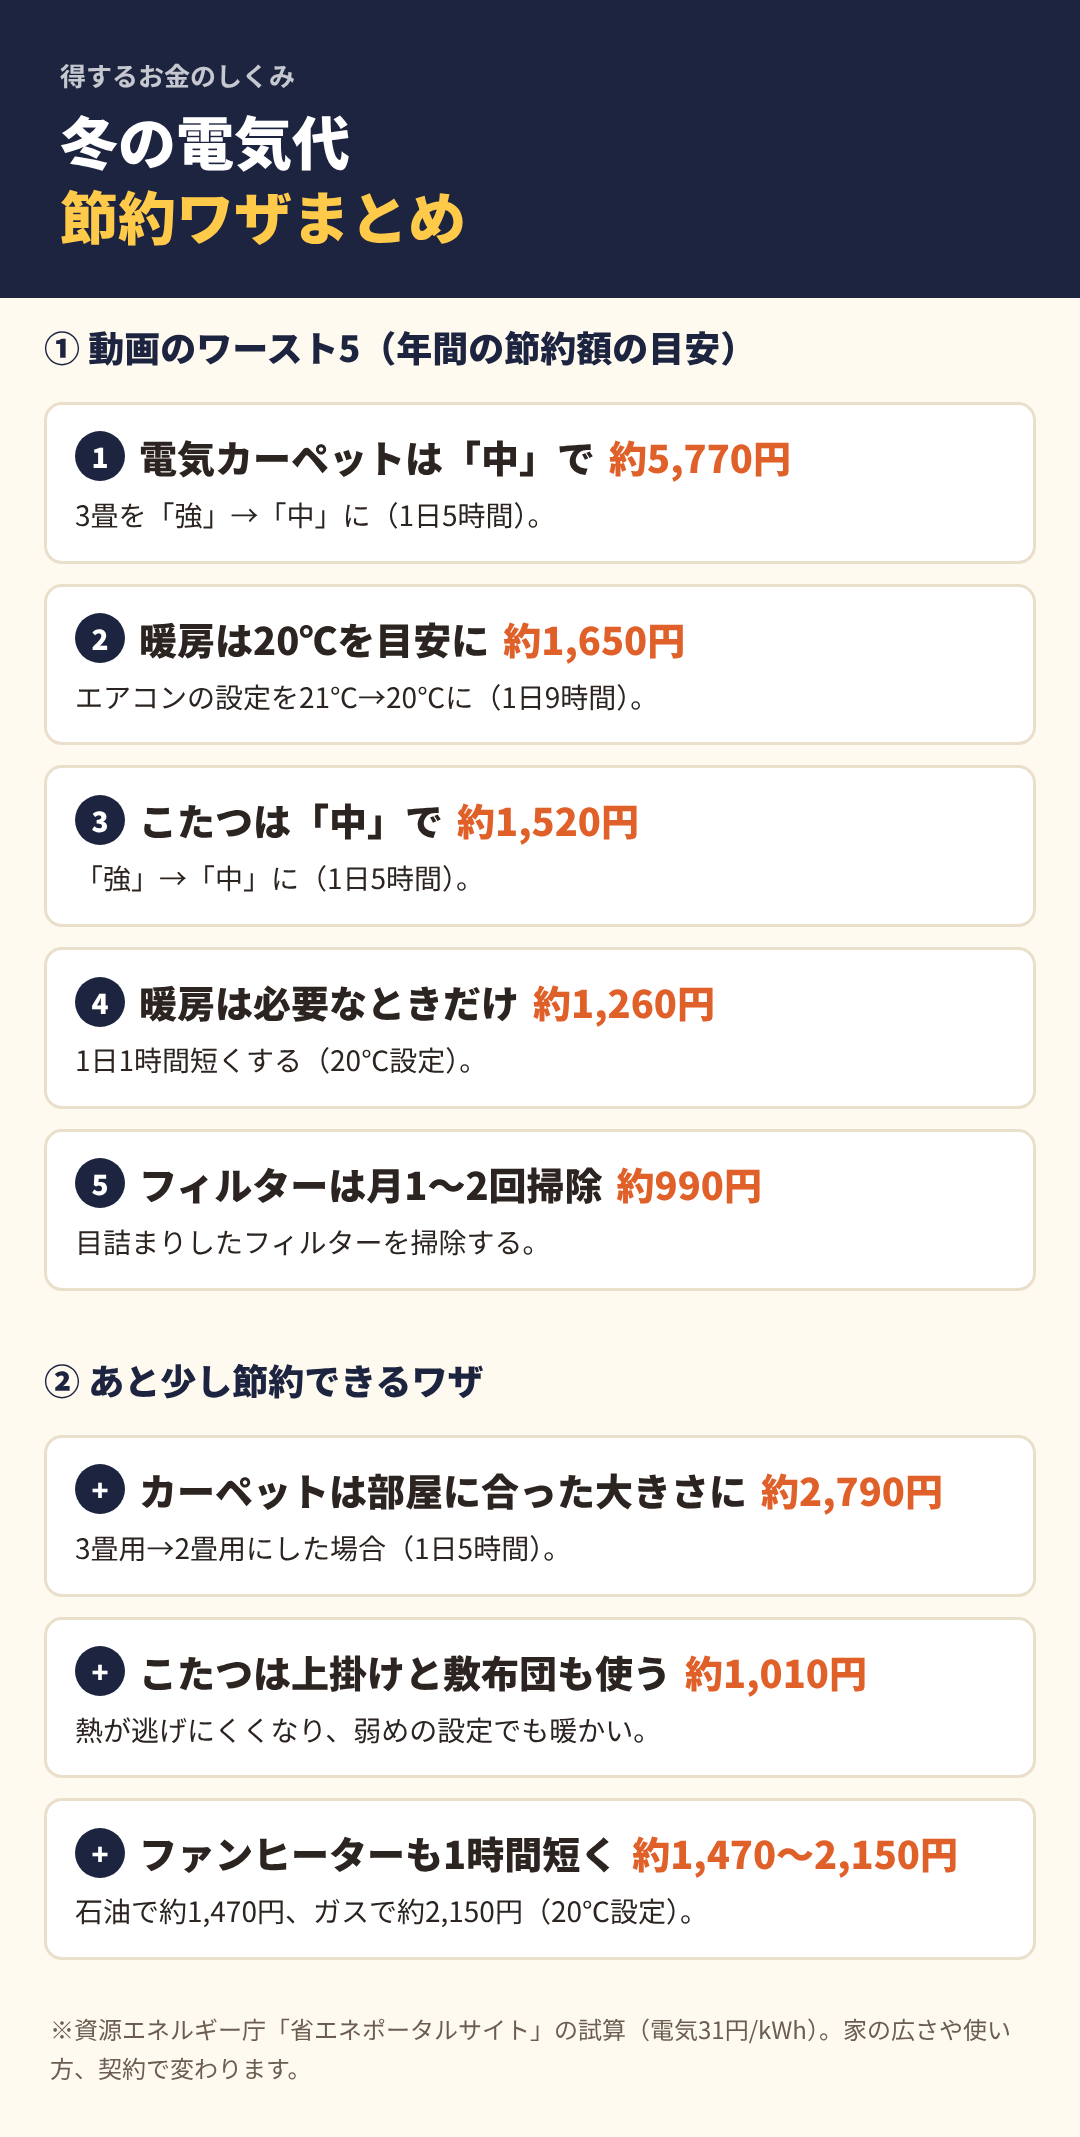 得するお金のしくみ
冬の電気代
節約ワザまとめ
① 動画のワースト5（年間の節約額の目安）
1 電気カーペットは「中」で 約5,770円
3畳を「強」→「中」に（1日5時間）。
2 暖房は20℃を目安に 約1,650円
エアコンの設定を21℃→20℃に（1日9時間）。
3 こたつは「中」で 約1,520円
「強」→「中」に（1日5時間）。
4 暖房は必要なときだけ 約1,260円
1日1時間短くする（20℃設定）。
5 フィルターは月1〜2回掃除 約990円
目詰まりしたフィルターを掃除する。
② あと少し節約できるワザ
+ カーペットは部屋に合った大きさに 約2,790円
3畳用→2畳用にした場合（1日5時間）。
+ こたつは上掛けと敷布団も使う 約1,010円
熱が逃げにくくなり、弱めの設定でも暖かい。
+ ファンヒーターも1時間短く 約1,470〜2,150円
石油で約1,470円、ガスで約2,150円（20℃設定）。
※資源エネルギー庁「省エネポータルサイト」の試算（電気31円/kWh）。家の広さや使い
方、契約で変わります。